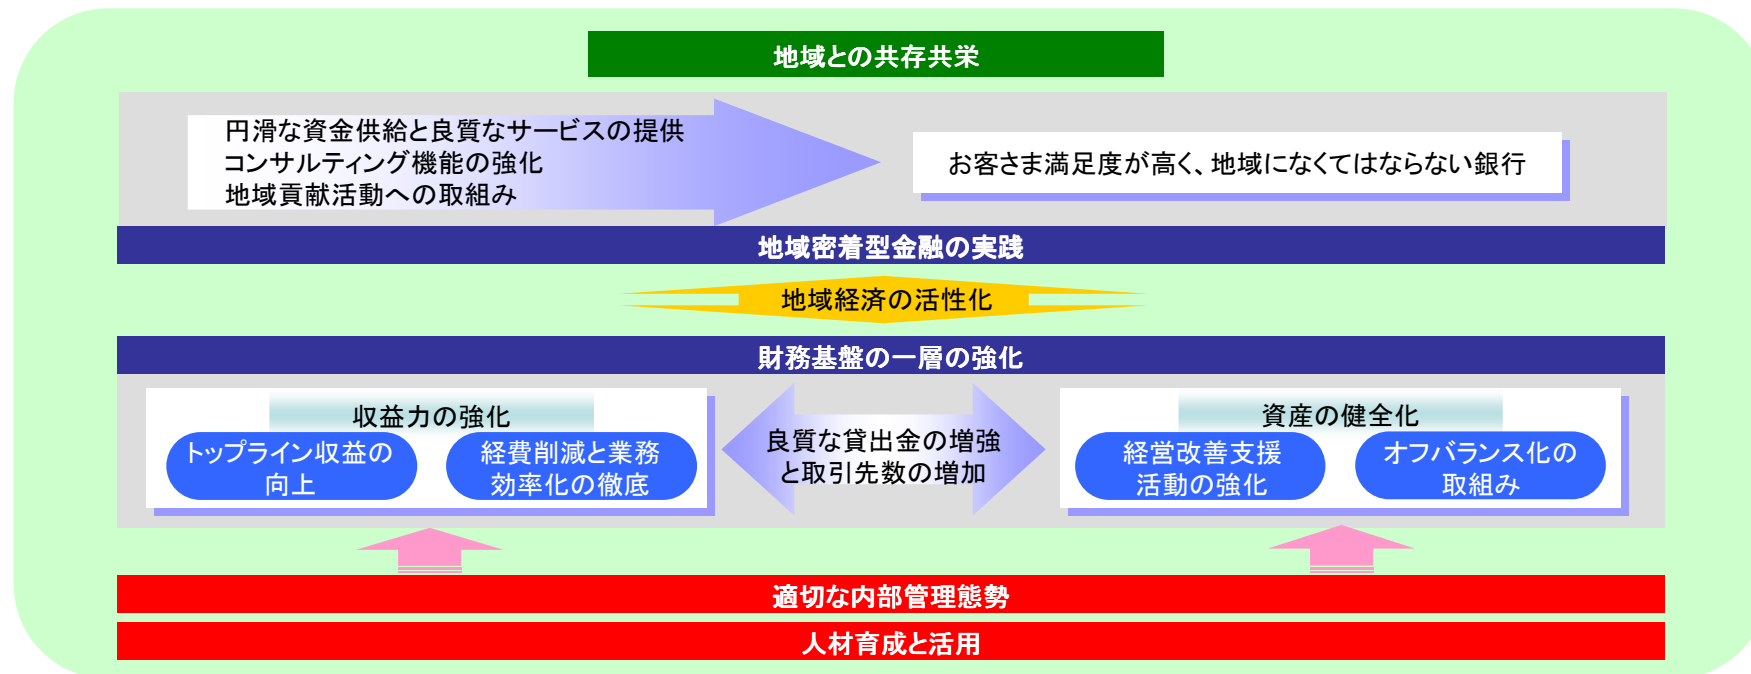 地域との共存共栄
円滑な資金供給と良質なサービスの提供
コンサルティング機能の強化
地域貢献活動への取組み
お客さま満足度が高く、地域になくてはならない銀行
地域密着型金融の実践
地域経済の活性化
財務基盤の一層の強化
収益力の強化
トップライン収益の
向上
経費削減と業務
効率化の徹底
良質な貸出金の増強
と取引先数の増加
資産の健全化
経営改善支援
活動の強化
オフバランス化の
取組み
適切な内部管理態勢
人材育成と活用